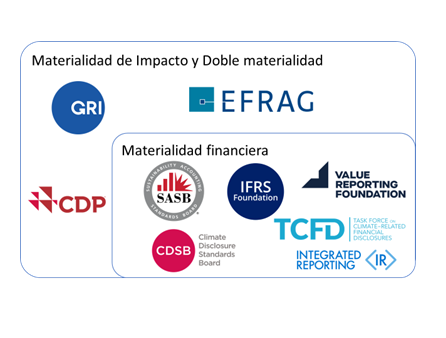 Materialidad de Impacto y Doble materialidad
GRI
EFRAG
Materialidad financiera
CDP
SUSTAINABILITY ACCOUNTING
SASB
STANDARDS BOARD
IFRS
Foundation
VALUE
REPORTING
FOUNDATION
CDSB
Climate
Disclosure
Standards
Board
TCFD
TASK FORCE ON
CLIMATE-RELATED
FINANCIAL
DISCLOSURES
INTEGRATED
REPORTING
<IR>